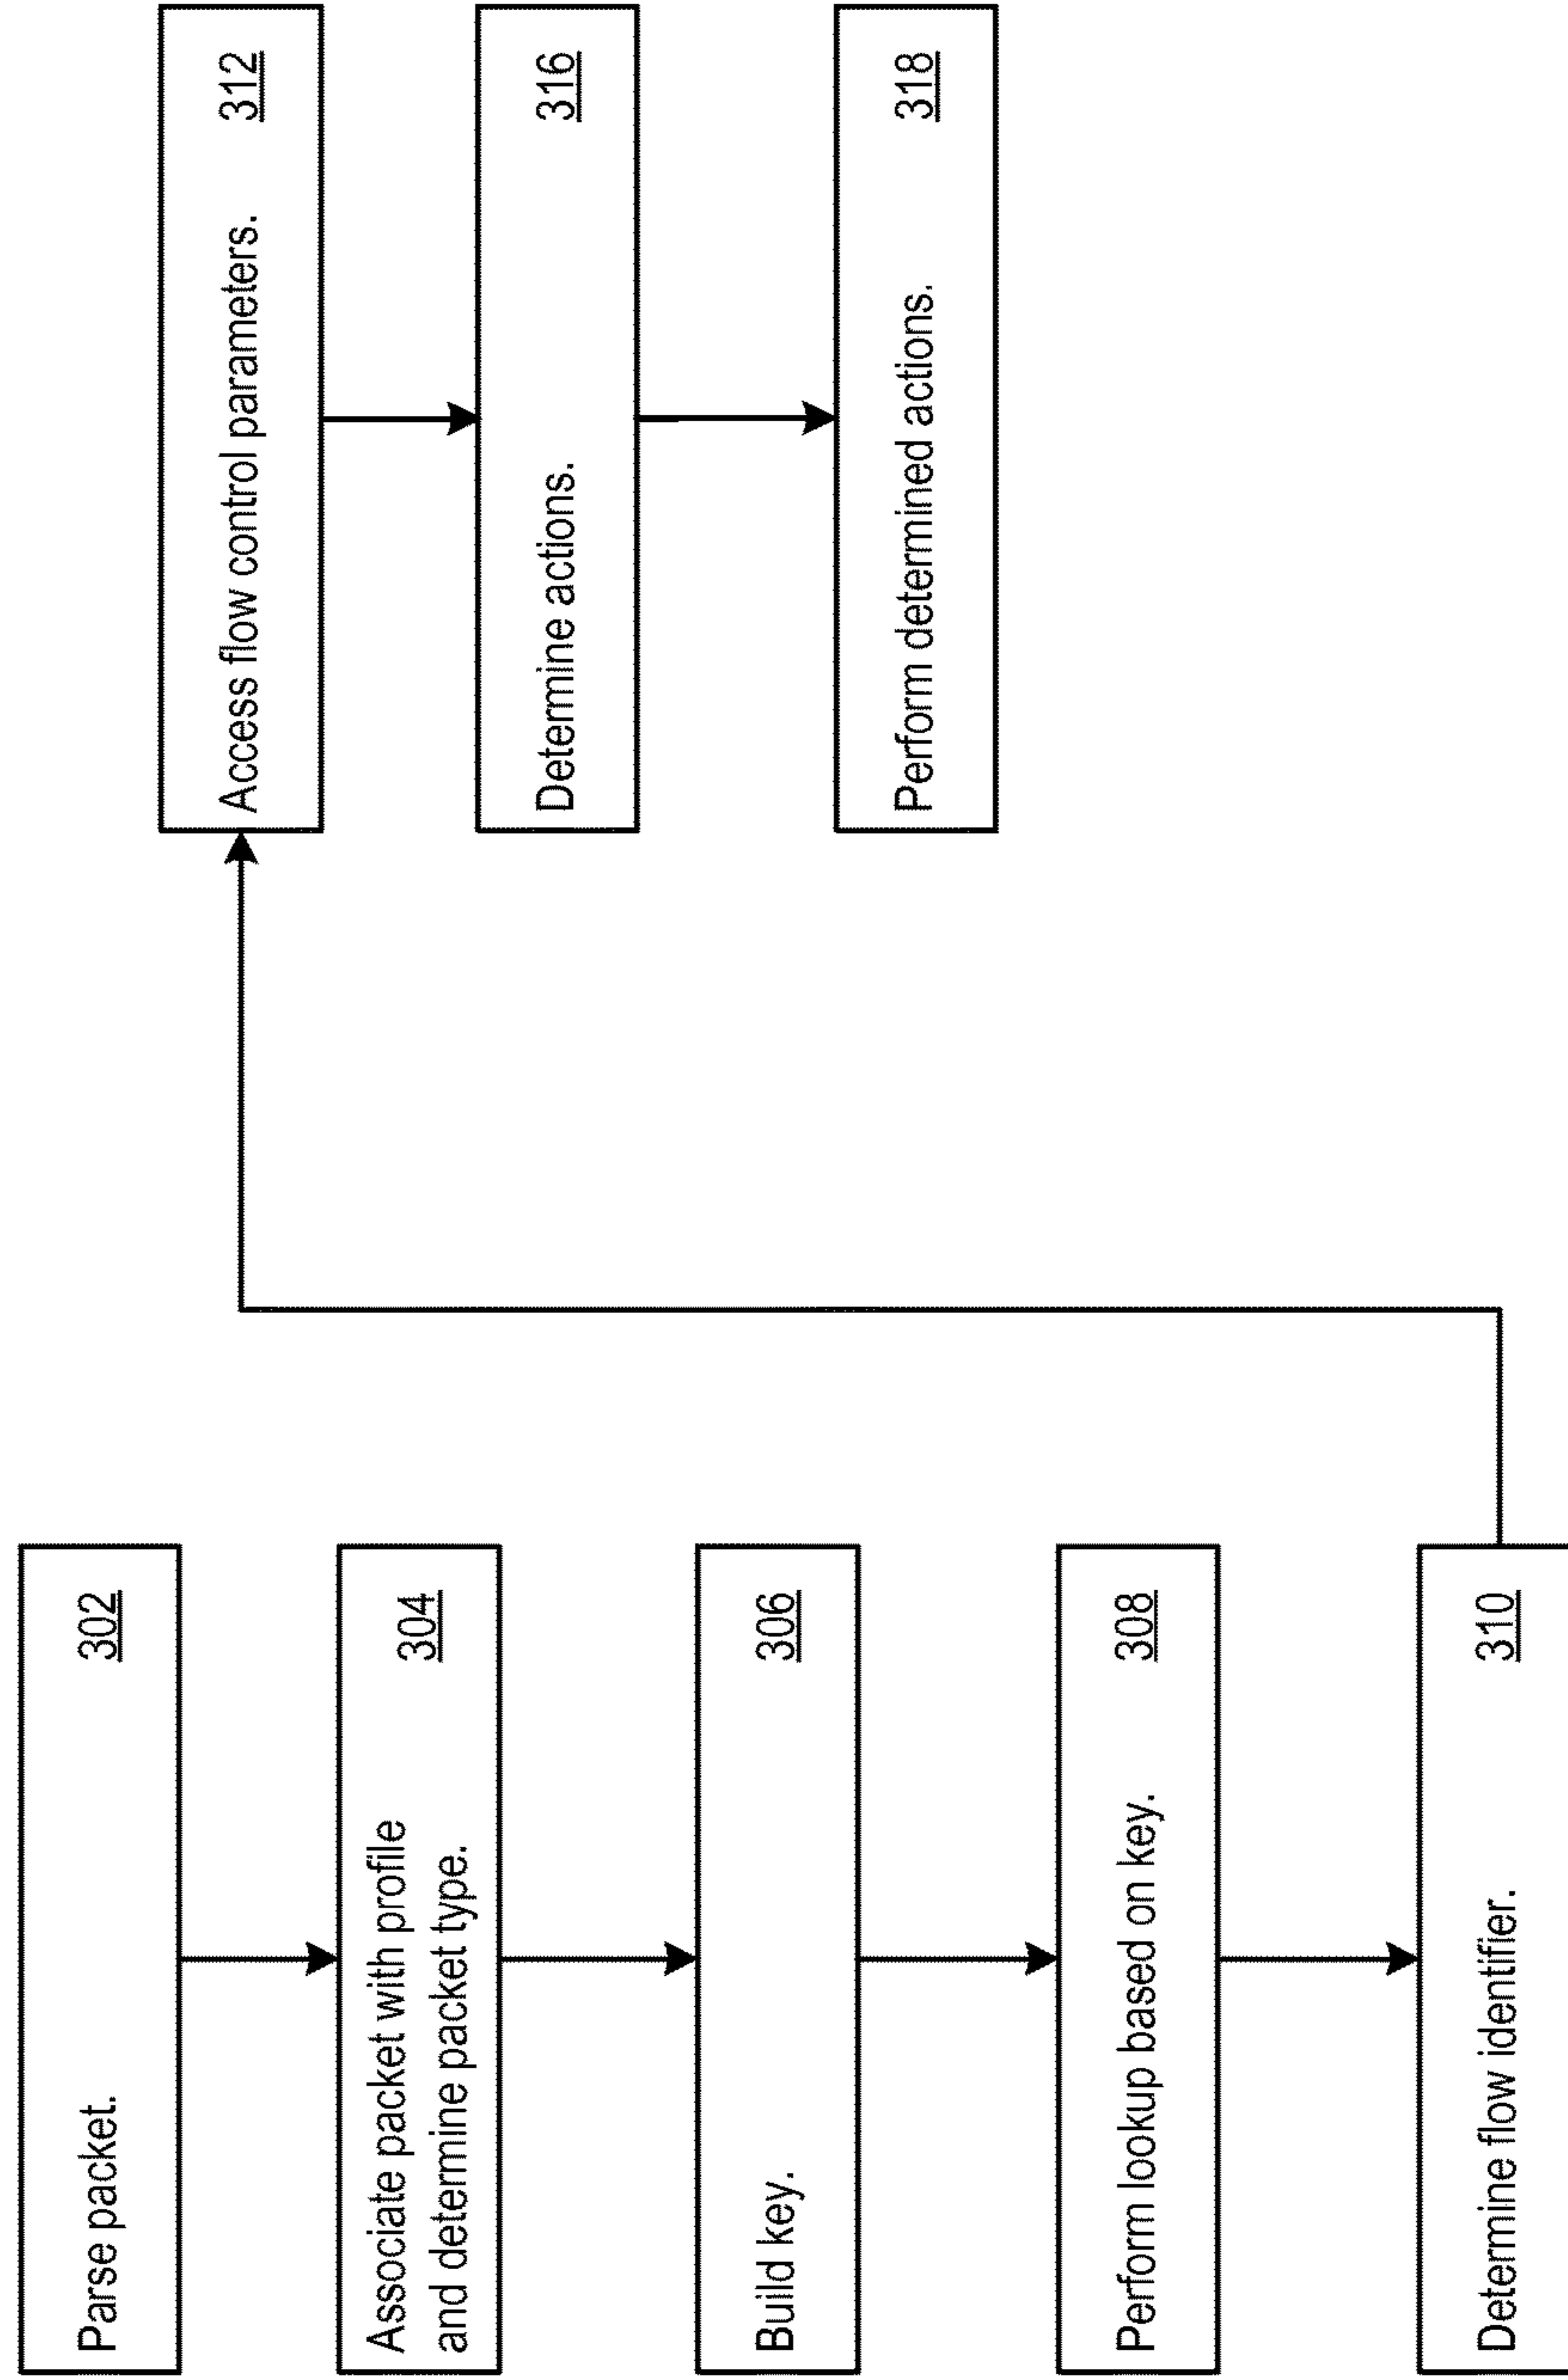 Parse packet. 302
Associate packet with profile
and determine packet type. 304
Build key. 306
Perform lookup based on key. 308
Determine flow identifier. 310
Access flow control parameters. 312
Determine actions. 316
Perform determined actions. 318